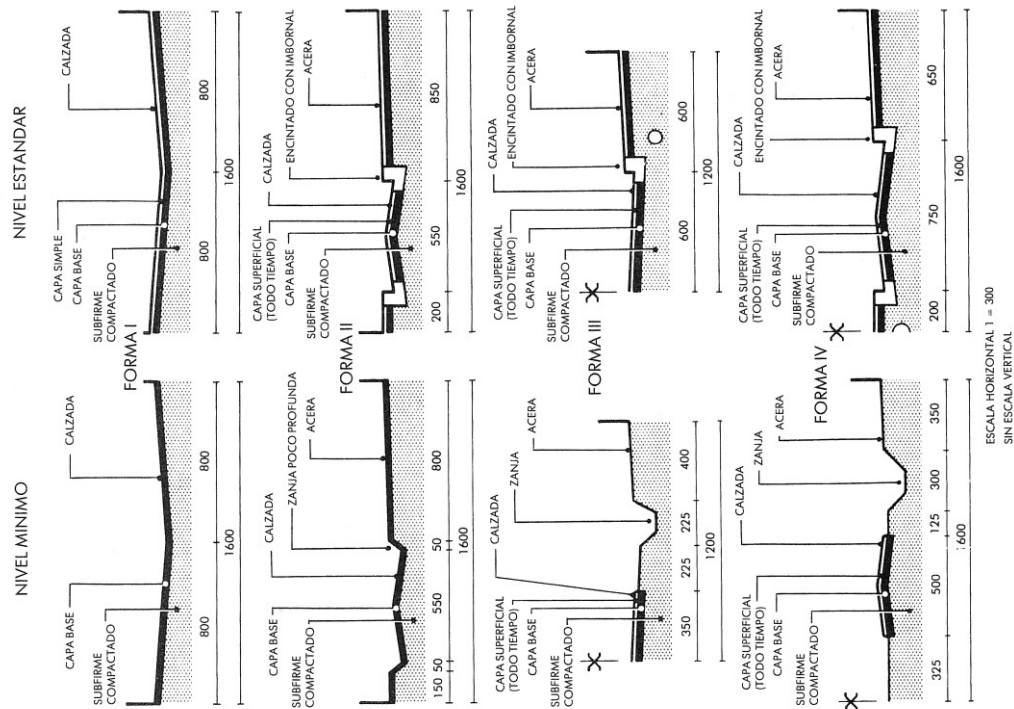 NIVEL MINIMO
NIVEL ESTANDAR
CAPA BASE
SUBFIRME
COMPACTADO
CALZADA
800
800
1600
FORMA I
CAPA SIMPLE
CAPA BASE
SUBFIRME
COMPACTADO
CALZADA
800
800
1600
CAPA BASE
SUBFIRME
COMPACTADO
CALZADA
ZANJA POCO PROFUNDA
ACERA
150
50
550
50
800
1600
FORMA II
CAPA SUPERFICIAL
(TODO TIEMPO)
CAPA BASE
SUBFIRME
COMPACTADO
CALZADA
ENCINTADO CON IMBORNAL
ACERA
200
550
850
1600
CAPA SUPERFICIAL
(TODO TIEMPO)
CAPA BASE
SUBFIRME
COMPACTADO
CALZADA
ZANJA
ACERA
350
225
225
400
1200
FORMA III
CAPA SUPERFICIAL
(TODO TIEMPO)
CAPA BASE
SUBFIRME
COMPACTADO
CALZADA
ENCINTADO CON IMBORNAL
ACERA
600
600
1200
CAPA SUPERFICIAL
(TODO TIEMPO)
CAPA BASE
SUBFIRME
COMPACTADO
CALZADA
ZANJA
ACERA
325
500
125
300
350
1600
FORMA IV
CAPA SUPERFICIAL
(TODO TIEMPO)
CAPA BASE
SUBFIRME
COMPACTADO
CALZADA
ENCINTADO CON IMBORNAL
ACERA
200
750
650
1600
ESCALA HORIZONTAL 1 = 300
SIN ESCALA VERTICAL